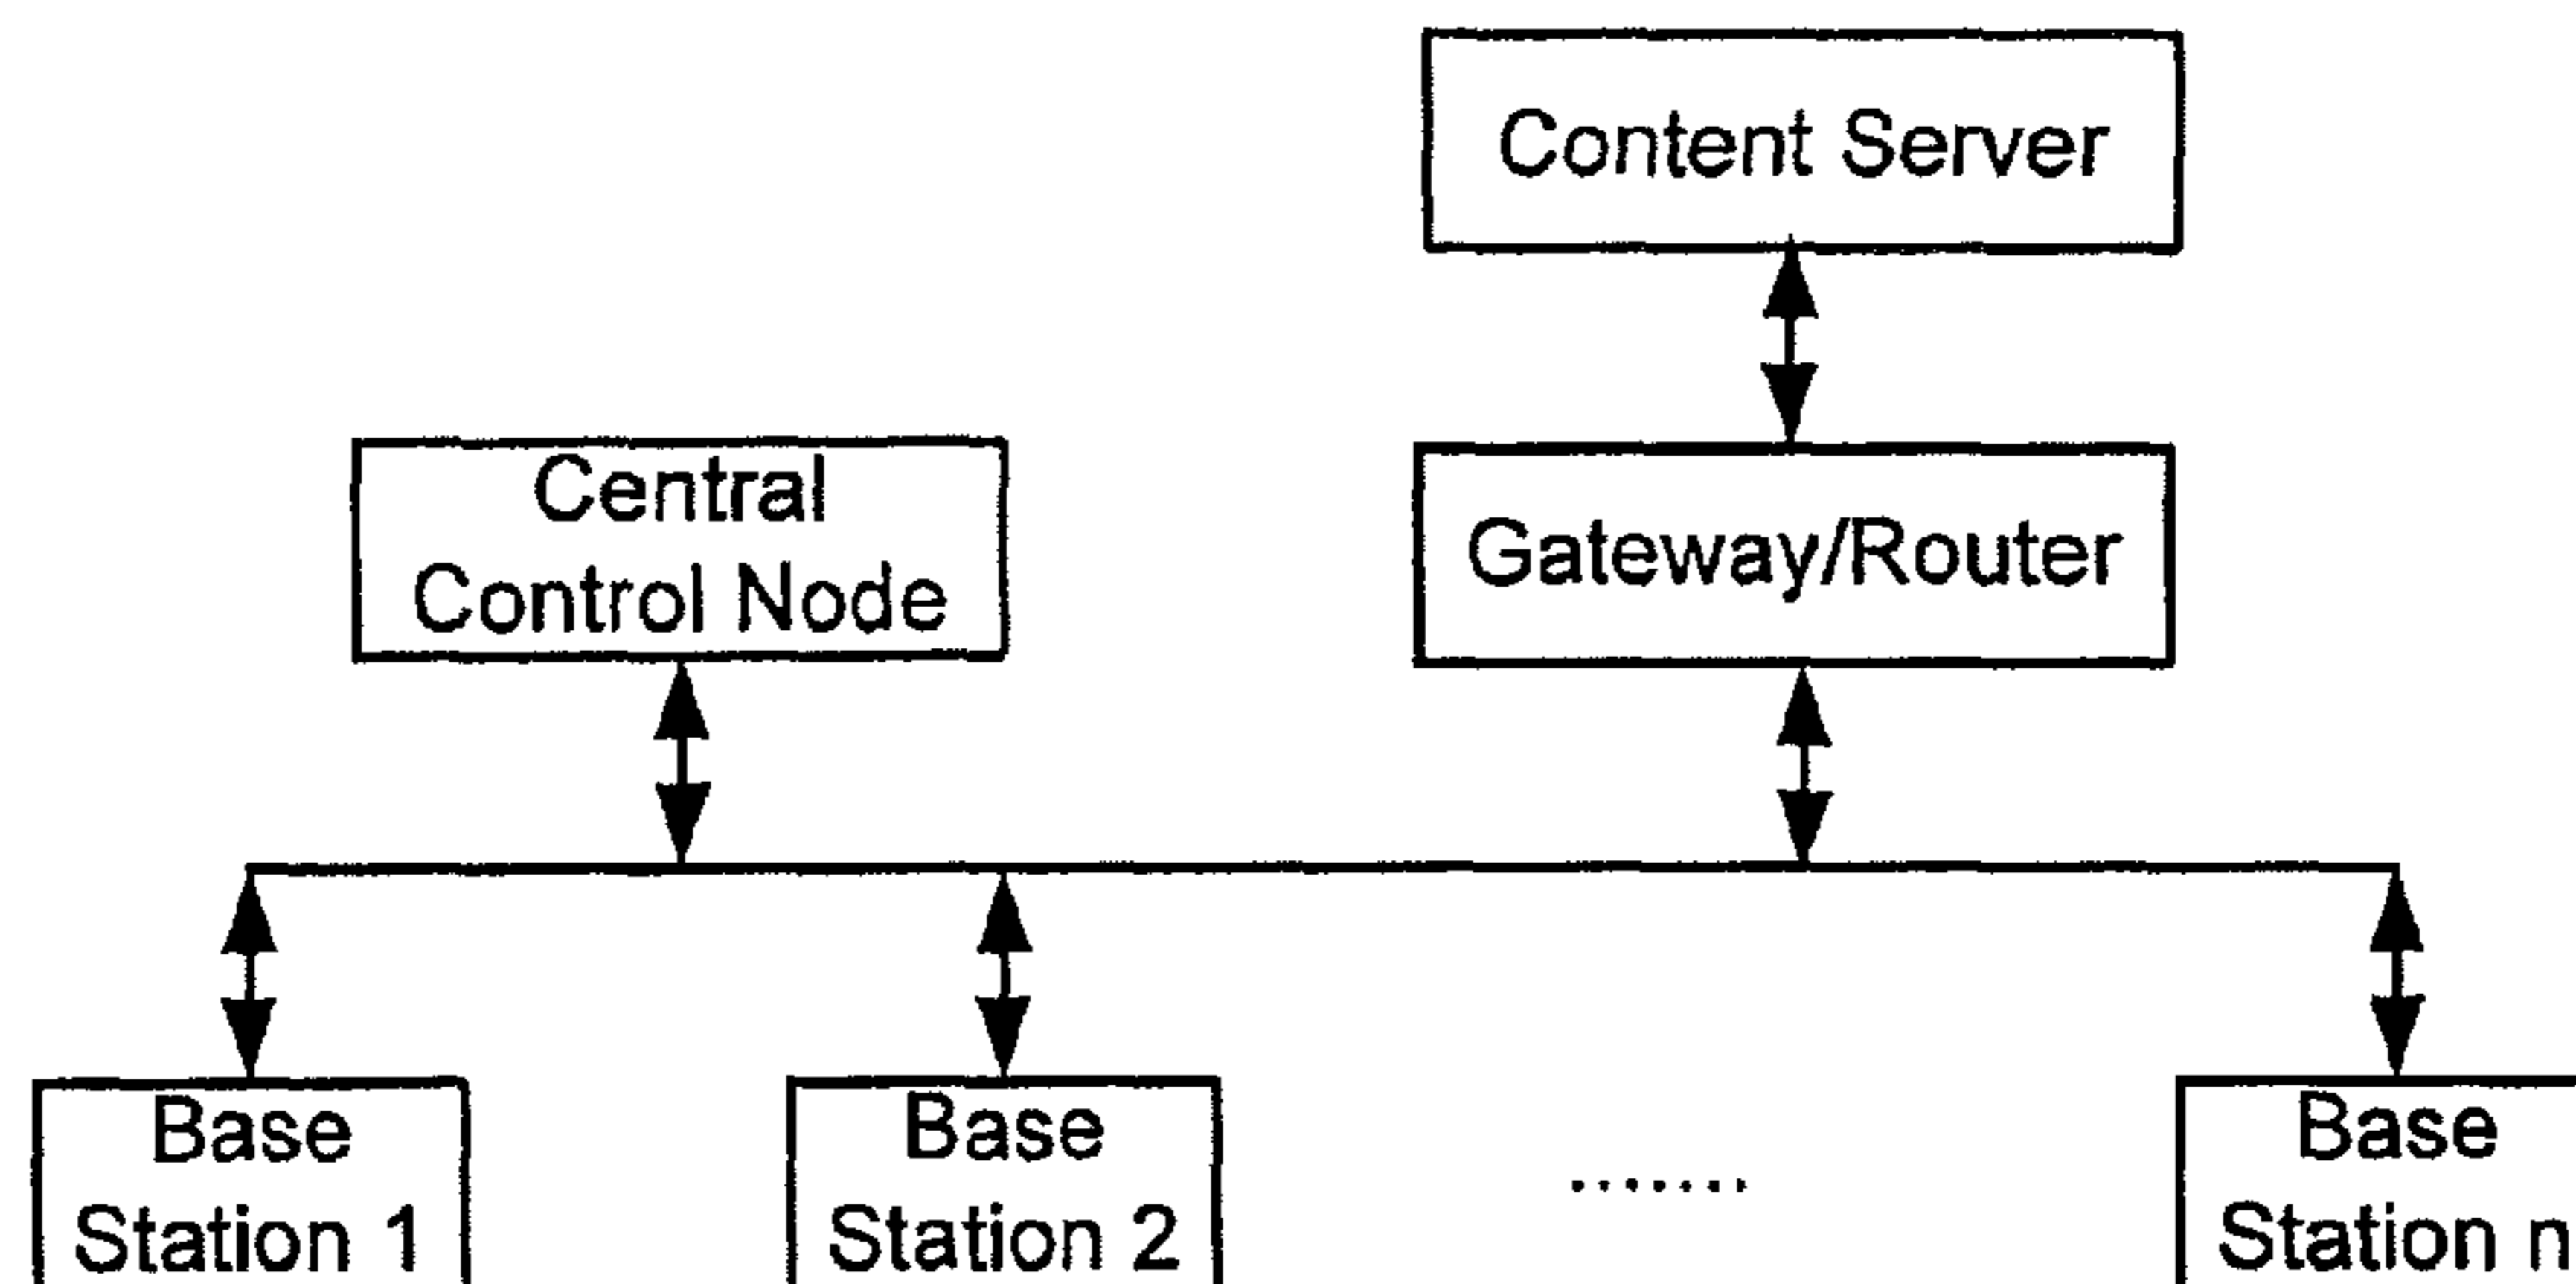 Content Server
Central
Control Node
Gateway/Router
Base
Station 1
Base
Station 2
.......
Base
Station n